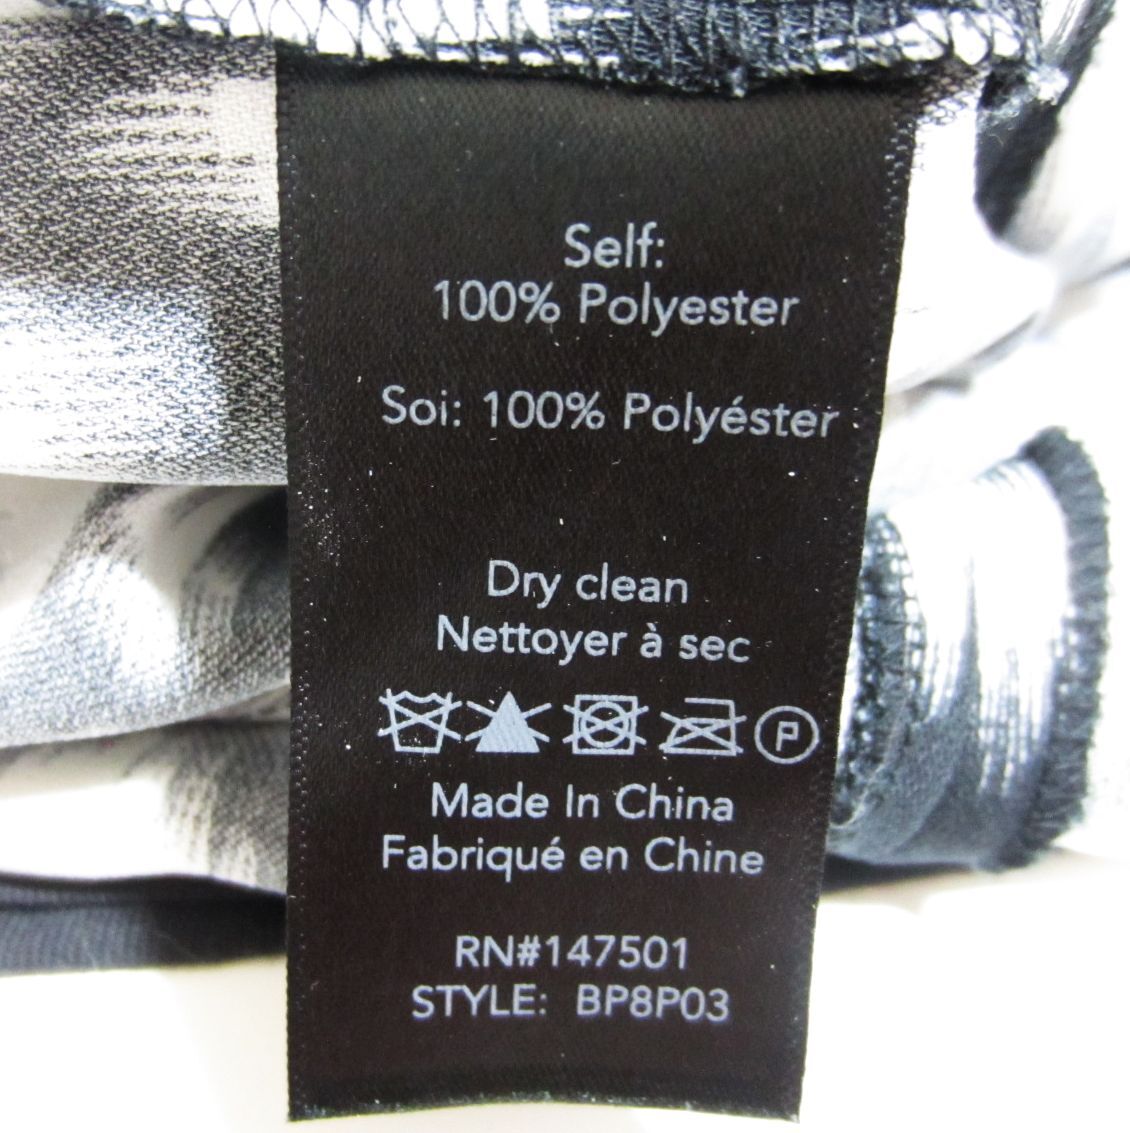 Self:
100% Polyester
Soi: 100% Polyéster
Dry clean
Nettoyer à sec
P
Made In China
Fabriqué en Chine
RN#147501
STYLE: BP8P03